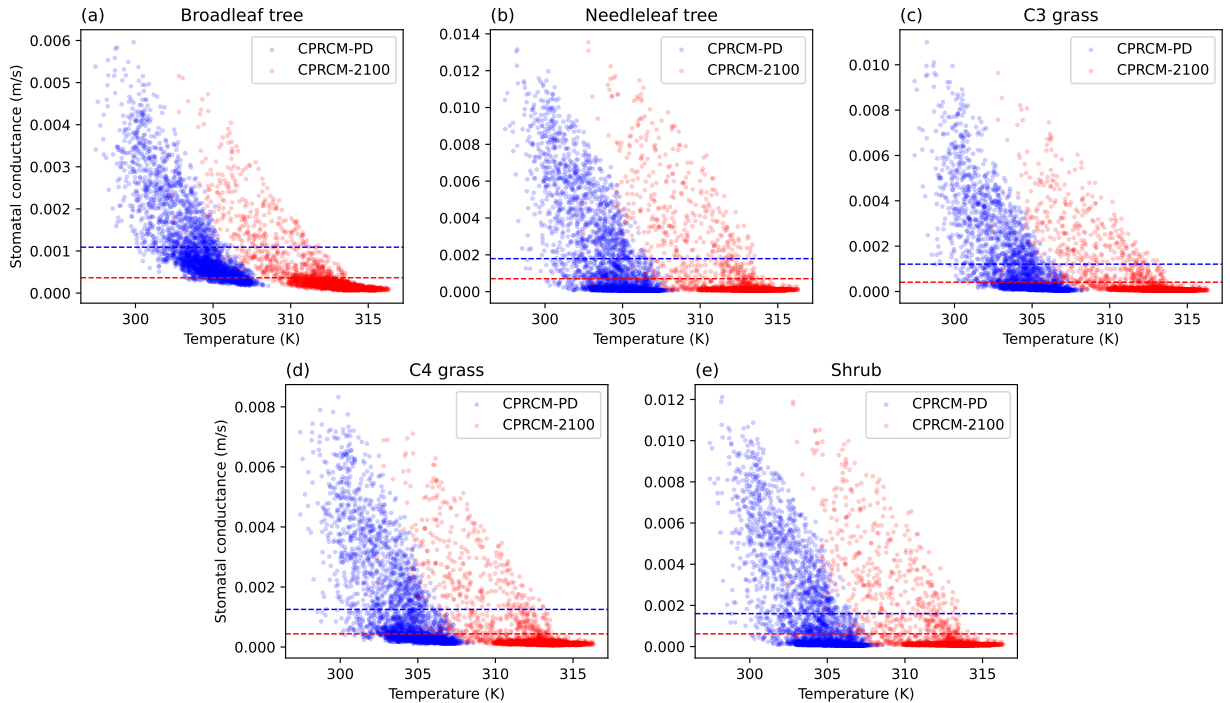 (a) Broadleaf tree
CPRCM-PD
CPRCM-2100
0.006
0.005
0.004
0.003
0.002
0.001
0.000
Stomatal conductance (m/s)
300 305 310 315
Temperature (K)
(b) Needleleaf tree
CPRCM-PD
CPRCM-2100
0.014
0.012
0.010
0.008
0.006
0.004
0.002
0.000
300 305 310 315
Temperature (K)
(c) C3 grass
CPRCM-PD
CPRCM-2100
0.010
0.008
0.006
0.004
0.002
0.000
300 305 310 315
Temperature (K)
(d) C4 grass
CPRCM-PD
CPRCM-2100
0.008
0.006
0.004
0.002
0.000
Stomatal conductance (m/s)
300 305 310 315
Temperature (K)
(e) Shrub
CPRCM-PD
CPRCM-2100
0.012
0.010
0.008
0.006
0.004
0.002
0.000
300 305 310 315
Temperature (K)